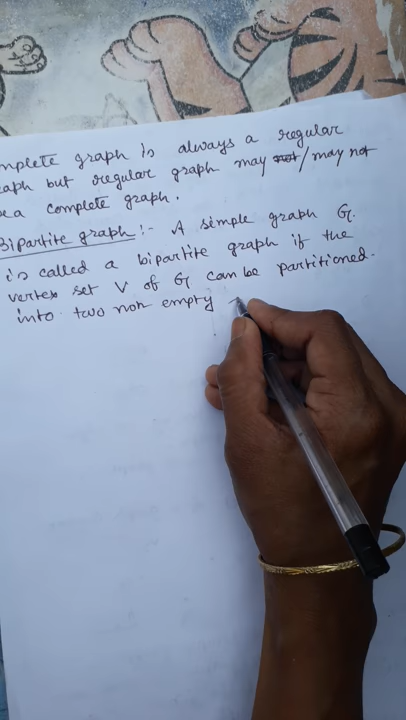 mplete graph is always a regular
aph but regular graph may not/may not
e a complete graph.
Bipartite graph:- A simple graph G.
is called a bipartite graph if the
vertex set V of G can be partitioned.
into two non empty